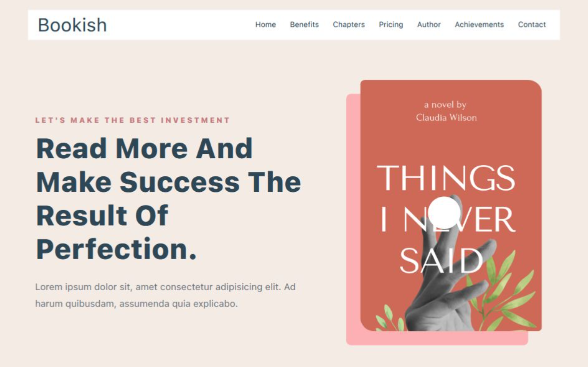 Bookish
Home Benefits Chapters Pricing Author Achievements Contact
LET'S MAKE THE BEST INVESTMENT
Read More And
Make Success The
Result Of
Perfection.
Lorem ipsum dolor sit, amet consectetur adipisicing elit. Ad
harum quibusdam, assumenda quia explicabo.
a novel by
Claudia Wilson
THINGS
I NEVER
SAID